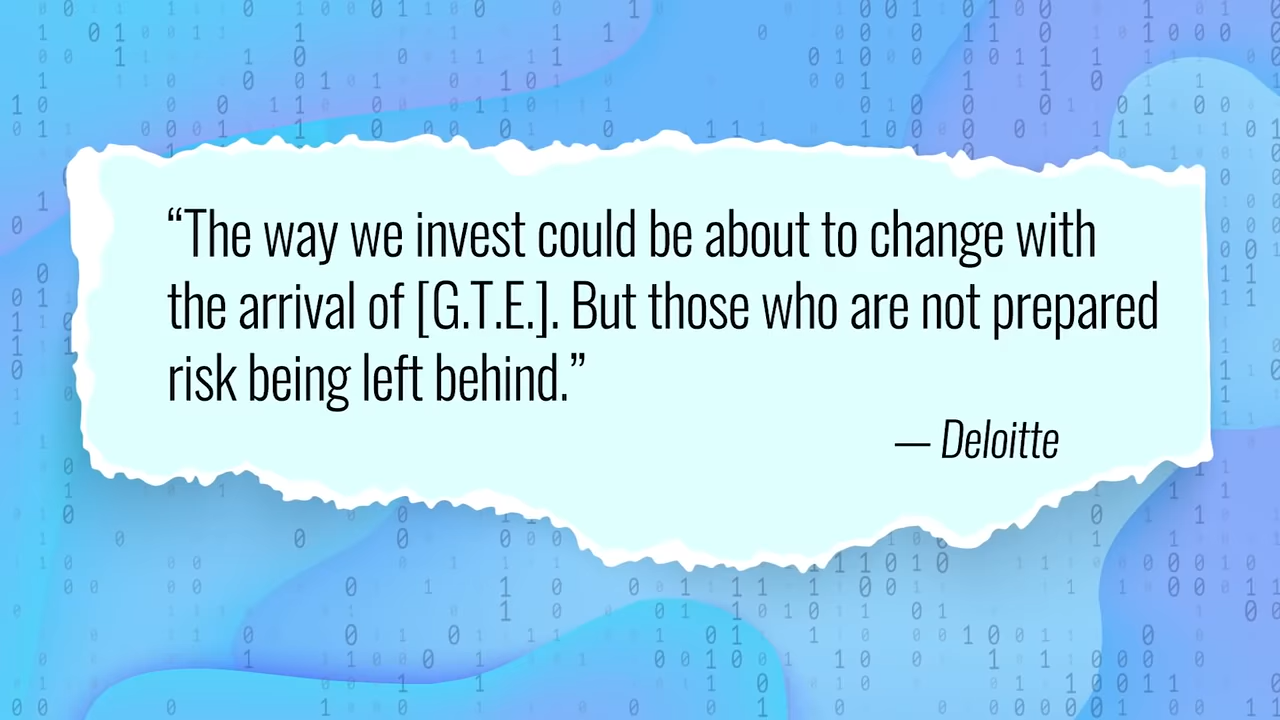 “The way we invest could be about to change with
the arrival of [G.T.E.]. But those who are not prepared
risk being left behind.”
— Deloitte